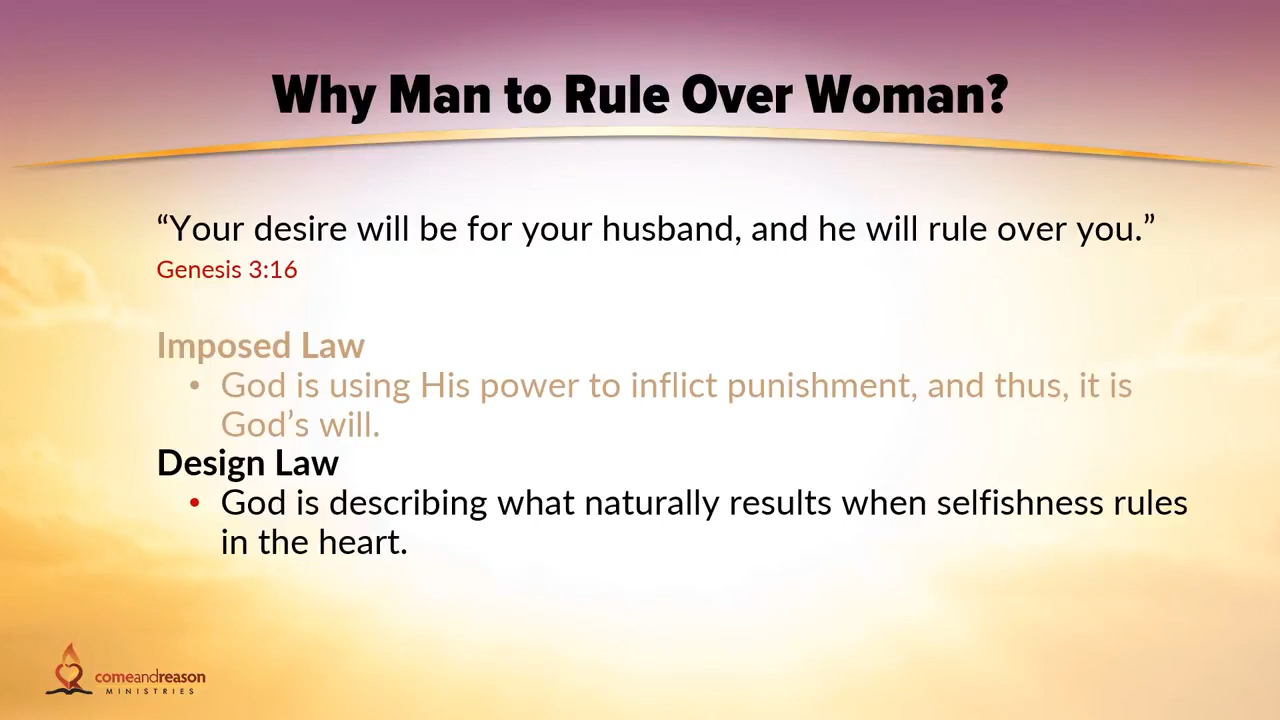 Why Man to Rule Over Woman?
“Your desire will be for your husband, and he will rule over you.”
Genesis 3:16
Imposed Law
• God is using His power to inflict punishment, and thus, it is
God’s will.
Design Law
• God is describing what naturally results when selfishness rules
in the heart.
comeandreason
MINISTRIES